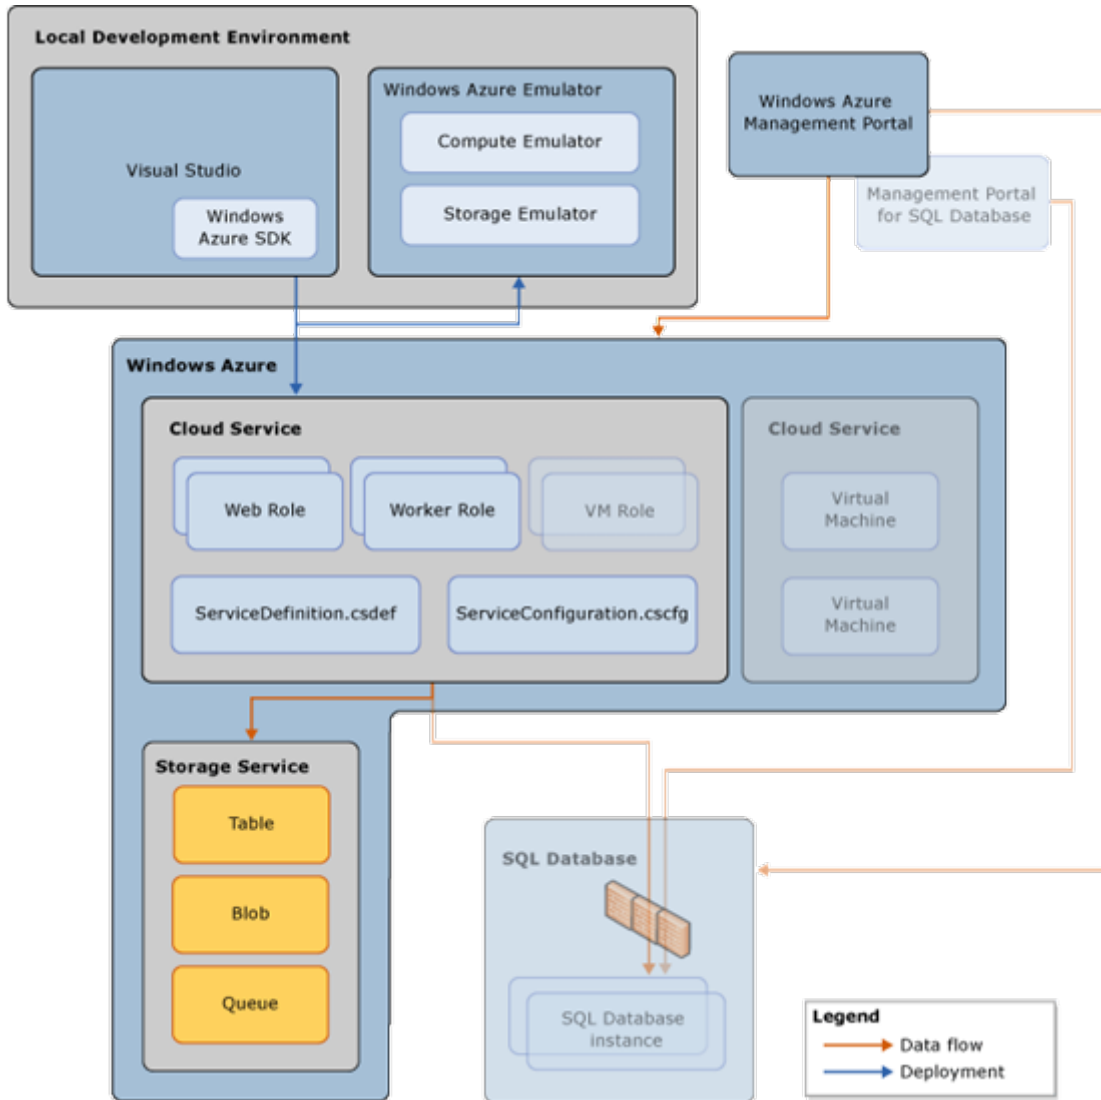 Local Development Environment
Visual Studio
Windows
Azure SDK
Windows Azure Emulator
Compute Emulator
Storage Emulator
Windows Azure
Management Portal
Management Portal
for SQL Database
Windows Azure
Cloud Service
Web Role
Worker Role
VM Role
ServiceDefinition.csdef
ServiceConfiguration.cscfg
Cloud Service
Virtual
Machine
Virtual
Machine
Storage Service
Table
Blob
Queue
SQL Database
SQL Database
instance
Legend
Data flow
Deployment